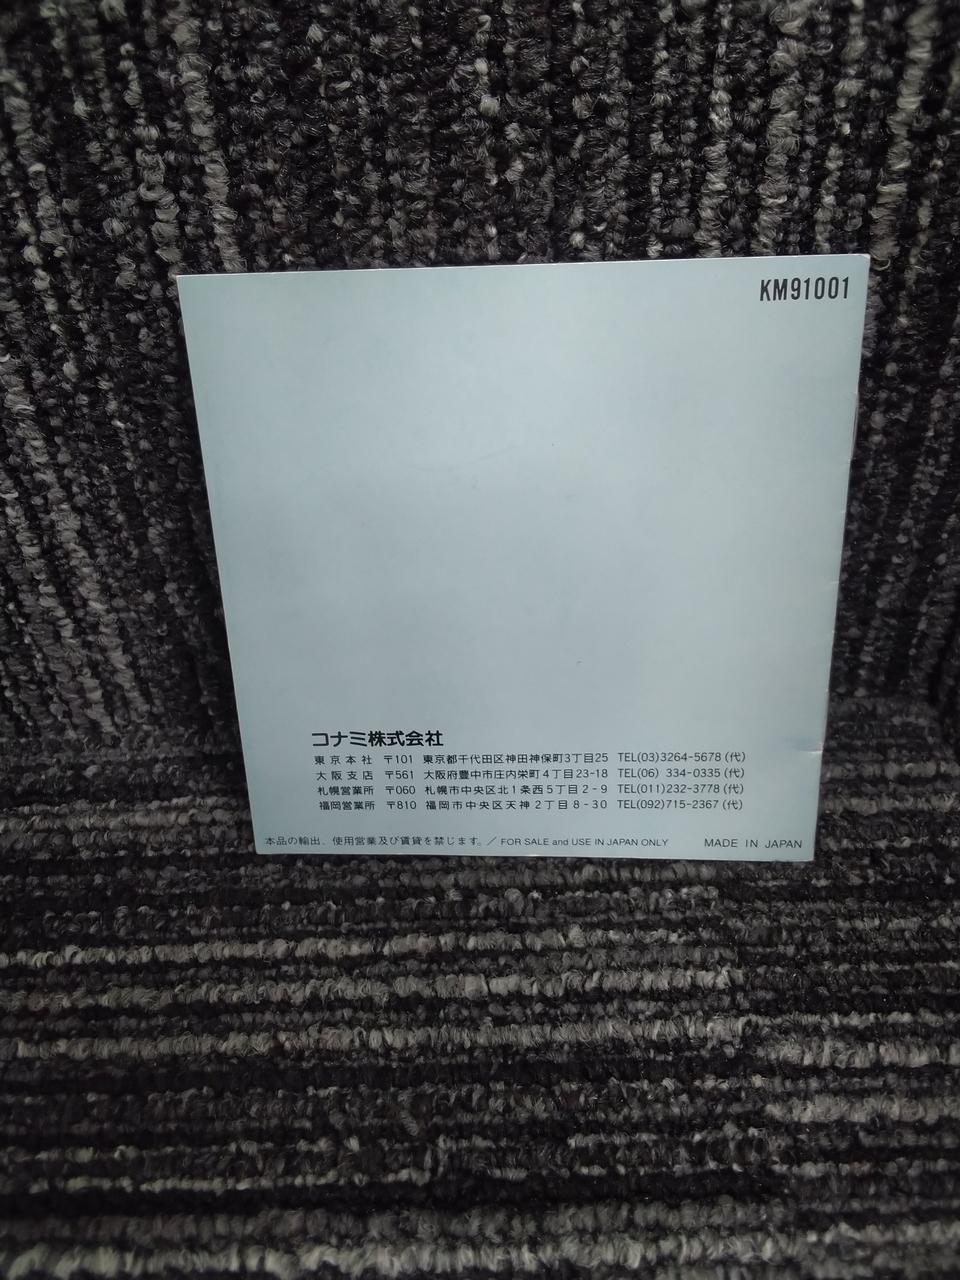 KM91001
コナミ株式会社
東京本社 〒101 東京都千代田区神田神保町3丁目25 TEL(03)3264-5678(代)
大阪支店 〒561 大阪府豊中市庄内栄町4丁目23-18 TEL(06) 334-0335(代)
札幌営業所 〒060 札幌市中央区北1条西5丁目2-9 TEL(011)232-3778(代)
福岡営業所 〒810 福岡市中央区天神2丁目8-30 TEL(092)715-2367(代)
本品の輸出、使用営業及び賃貸を禁じます。／FOR SALE and USE IN JAPAN ONLY MADE IN JAPAN